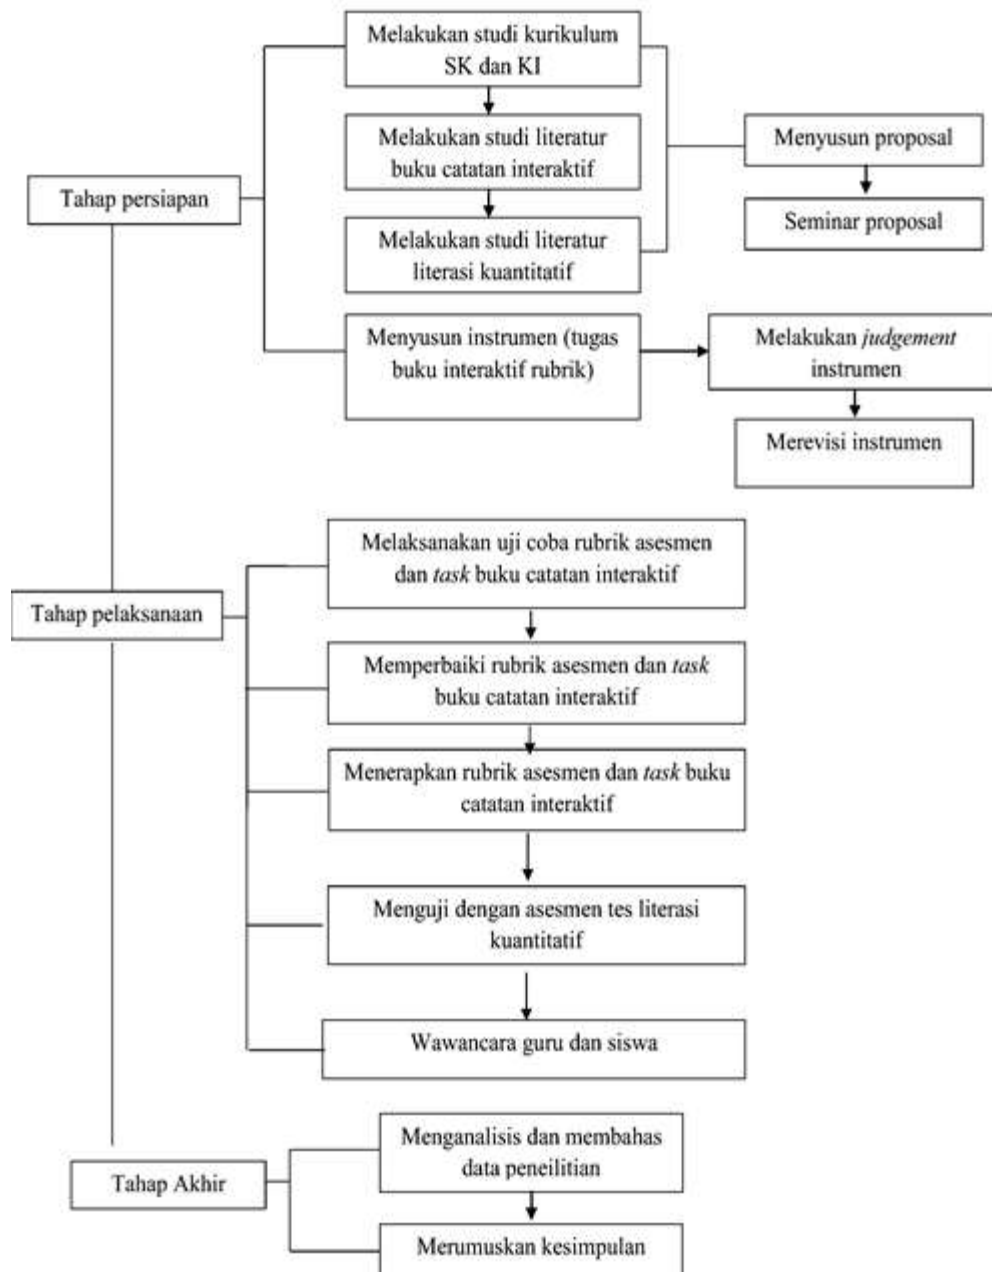 Melakukan studi kurikulum
SK dan KI
Melakukan studi literatur
buku catatan interaktif
Menyusun proposal
Tahap persiapan
Seminar proposal
Melakukan studi literatur
literasi kuantitatif
Menyusun instrumen (tugas
buku interaktif rubrik)
Melakukan judgement
instrumen
Merevisi instrumen
Melaksanakan uji coba rubrik asesmen
dan task buku catatan interaktif
Tahap pelaksanaan
Memperbaiki rubrik asesmen dan task
buku catatan interaktif
Menerapkan rubrik asesmen dan task buku
catatan interaktif
Menguji dengan asesmen tes literasi
kuantitatif
Wawancara guru dan siswa
Menganalisis dan membahas
data peneilitian
Tahap Akhir
Merumuskan kesimpulan